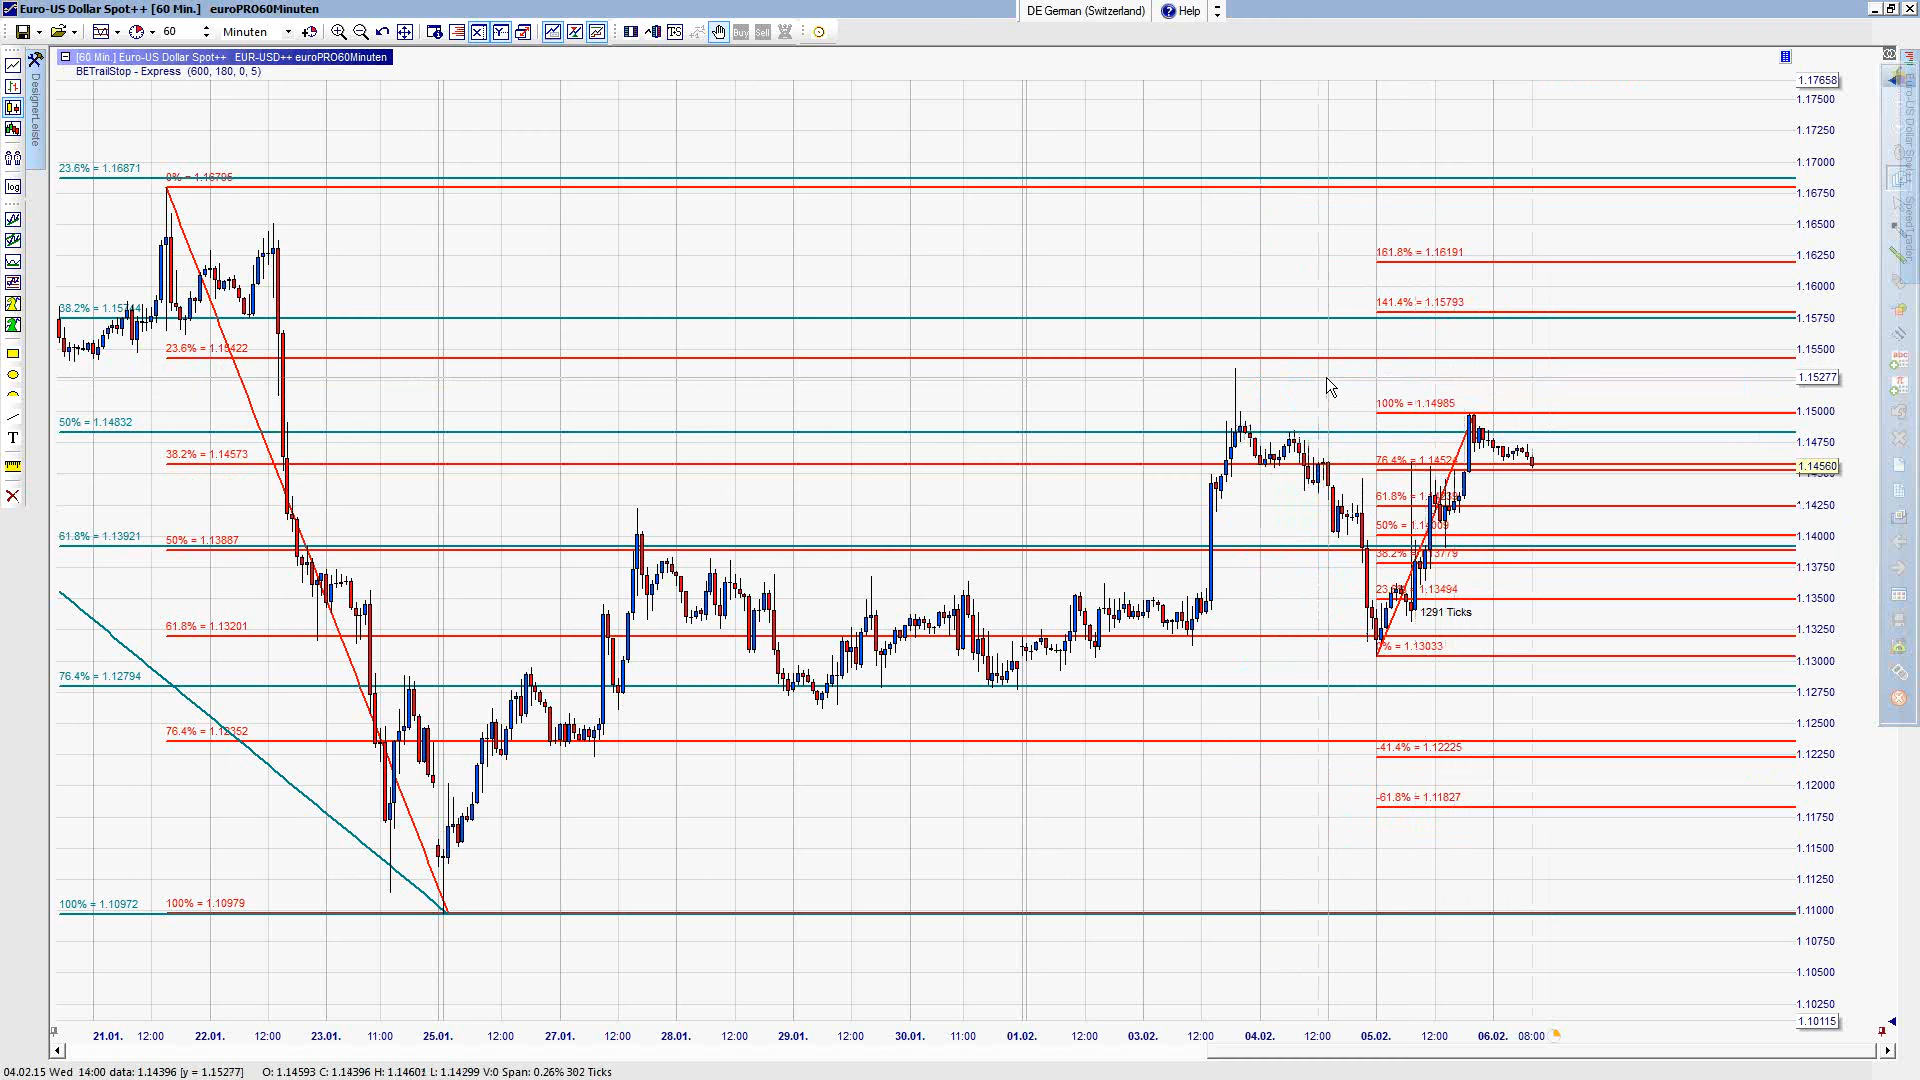 Euro-US Dollar Spot++ [60 Min.] euroPRO60Minuten
DE German (Switzerland)
Help
60
Minuten
Buy
Sell
[60 Min.] Euro-US Dollar Spot++ EUR-USD++ euroPRO60Minuten
BETrailStop - Express (600, 180, 0, 5)
DesignerLeiste
log
T
1.17658
1.17500
1.17250
1.17000
1.16750
1.16500
1.16250
1.16000
1.15750
1.15500
1.15277
1.15000
1.14750
1.14560
1.14250
1.14000
1.13750
1.13500
1.13250
1.13000
1.12750
1.12500
1.12250
1.12000
1.11750
1.11500
1.11250
1.11000
1.10750
1.10500
1.10250
1.10115
23.6% = 1.16871
0% = 1.16795
38.2% = 1.15744
23.6% = 1.15422
50% = 1.14832
38.2% = 1.14573
61.8% = 1.13921
50% = 1.13887
61.8% = 1.13201
76.4% = 1.12794
76.4% = 1.12352
100% = 1.10972
100% = 1.10979
161.8% = 1.16191
141.4% = 1.15793
100% = 1.14985
76.4% = 1.14524
61.8% =
50% = 1.14009
38.2% = 1.13779
= 1.13494
1291 Ticks
% = 1.13033
-41.4% = 1.12225
-61.8% = 1.11827
21.01. 12:00 22.01. 12:00 23.01. 11:00 25.01. 12:00 27.01. 12:00 28.01. 12:00 29.01. 12:00 30.01. 11:00 01.02. 12:00 03.02. 12:00 04.02. 12:00 05.02. 12:00 06.02. 08:00
04.02.15 Wed 14:00 data: 1.14396 [y = 1.15277] O: 1.14593 C: 1.14396 H: 1.14601 L: 1.14299 V:0 Span: 0.26% 302 Ticks